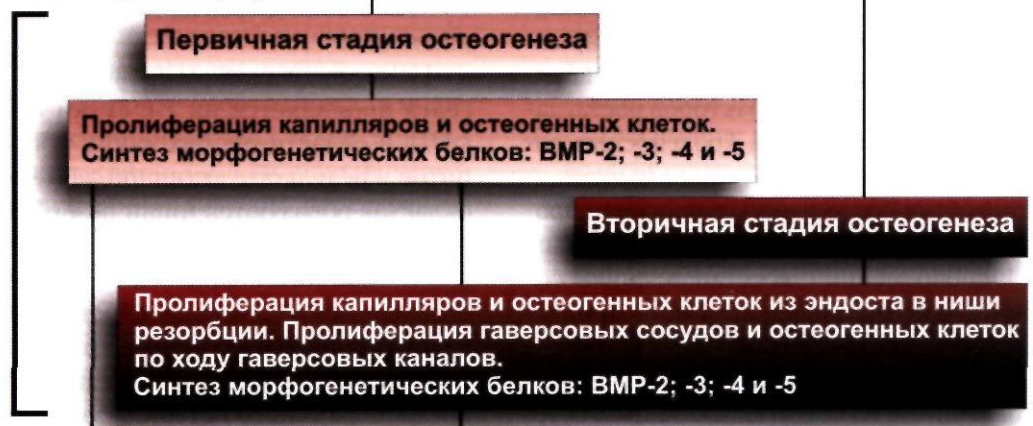 Первичная стадия остеогенеза
Пролиферация капилляров и остеогенных клеток.
Синтез морфогенетических белков: BMP-2; -3; -4 и -5
Вторичная стадия остеогенеза
Пролиферация капилляров и остеогенных клеток из эндоста в ниши
резорбции. Пролиферация гаверсовых сосудов и остеогенных клеток
по ходу гаверсовых каналов.
Синтез морфогенетических белков: BMP-2; -3; -4 и -5